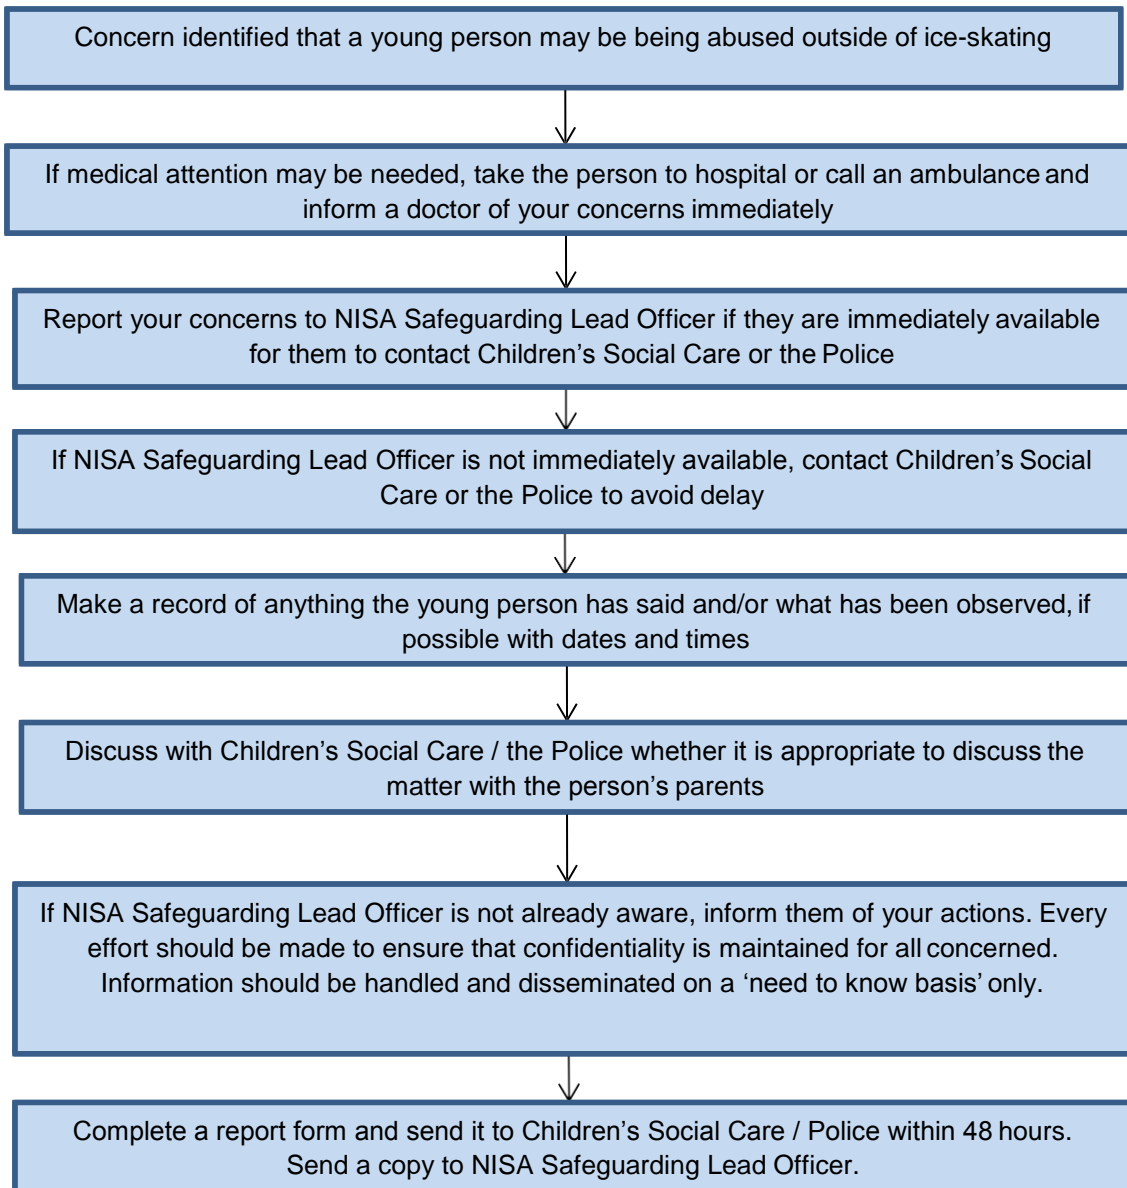 Concern identified that a young person may be being abused outside of ice-skating
If medical attention may be needed, take the person to hospital or call an ambulance and
inform a doctor of your concerns immediately
Report your concerns to NISA Safeguarding Lead Officer if they are immediately available
for them to contact Children’s Social Care or the Police
If NISA Safeguarding Lead Officer is not immediately available, contact Children’s Social
Care or the Police to avoid delay
Make a record of anything the young person has said and/or what has been observed, if
possible with dates and times
Discuss with Children’s Social Care / the Police whether it is appropriate to discuss the
matter with the person’s parents
If NISA Safeguarding Lead Officer is not already aware, inform them of your actions. Every
effort should be made to ensure that confidentiality is maintained for all concerned.
Information should be handled and disseminated on a ‘need to know basis’ only.
Complete a report form and send it to Children’s Social Care / Police within 48 hours.
Send a copy to NISA Safeguarding Lead Officer.